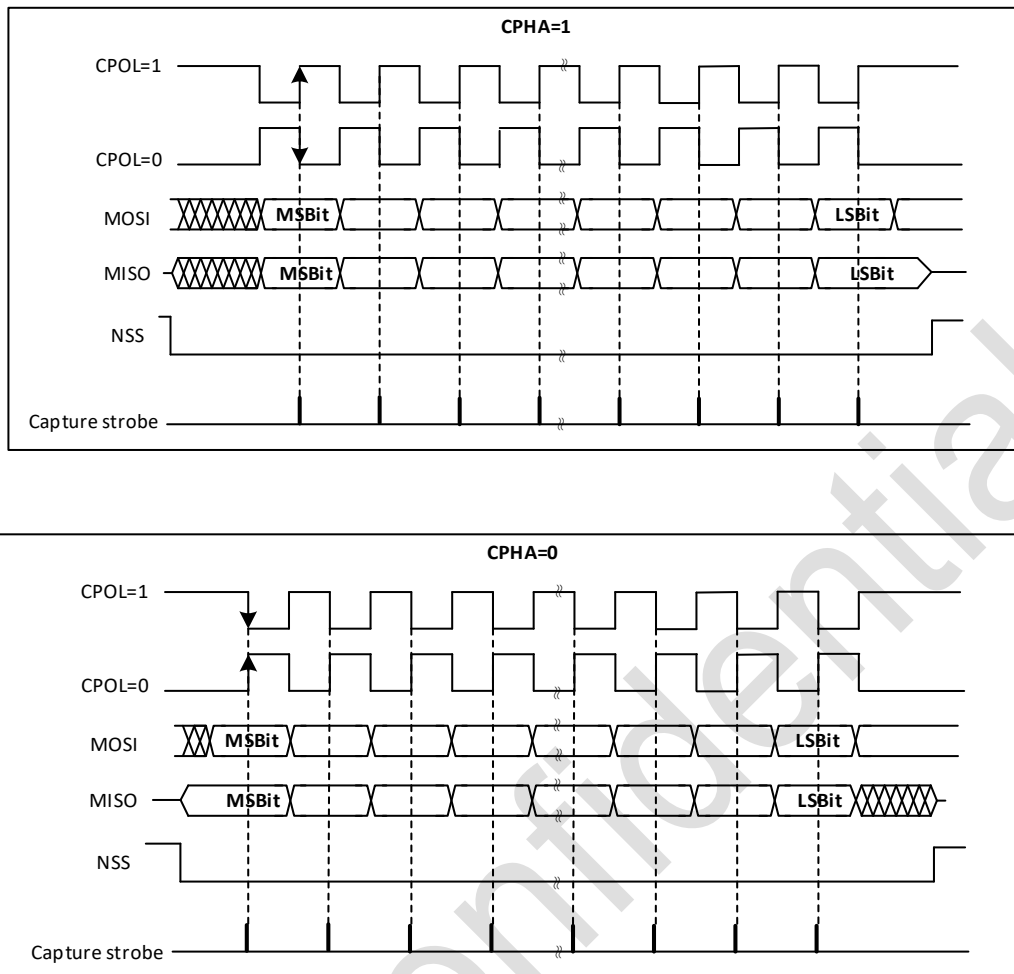 CPHA=1
CPOL=1
CPOL=0
MOSI MSBit LSBit
MISO MSBit LSBit
NSS
Capture strobe
CPHA=0
CPOL=1
CPOL=0
MOSI MSBit LSBit
MISO MSBit LSBit
NSS
Capture strobe
onfidential